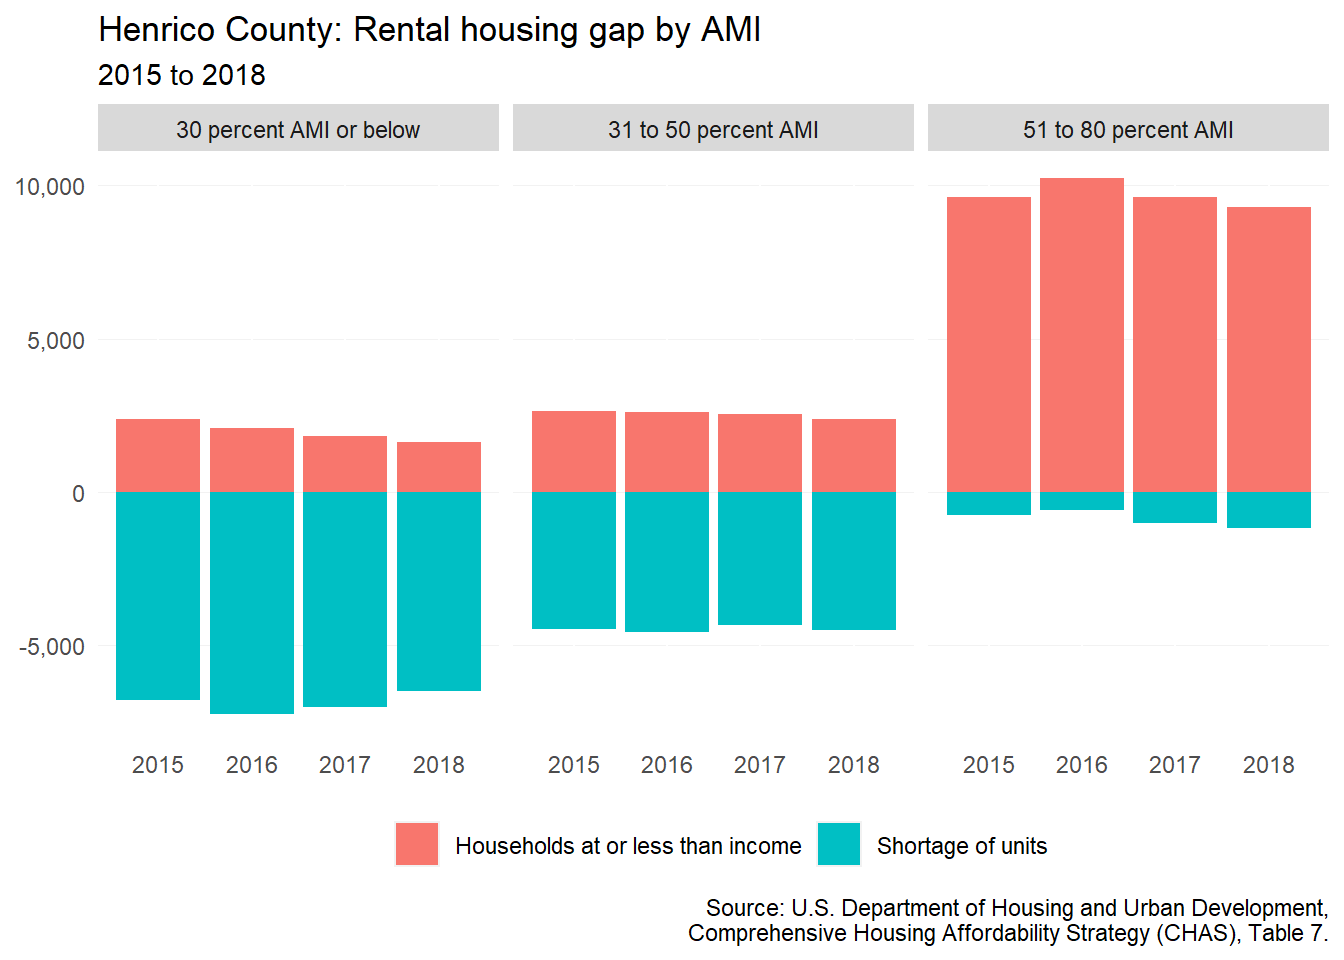 Henrico County: Rental housing gap by AMI
2015 to 2018
30 percent AMI or below
31 to 50 percent AMI
51 to 80 percent AMI
10,000
5,000
0
-5,000
2015 2016 2017 2018
2015 2016 2017 2018
2015 2016 2017 2018
Households at or less than income
Shortage of units
Source: U.S. Department of Housing and Urban Development,
Comprehensive Housing Affordability Strategy (CHAS), Table 7.